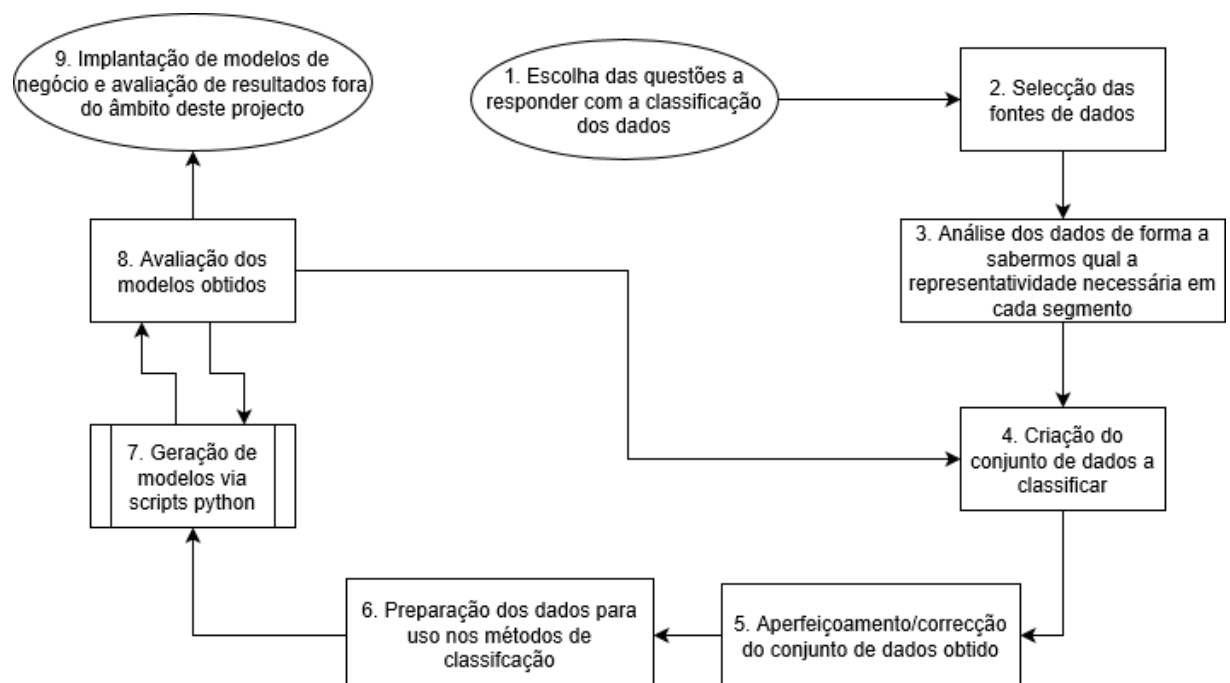 9. Implantação de modelos de
negócio e avaliação de resultados fora
do âmbito deste projecto
1. Escolha das questões a
responder com a classificação
dos dados
2. Selecção das
fontes de dados
3. Análise dos dados de forma a
sabermos qual a
representatividade necessária em
cada segmento
4. Criação do
conjunto de dados a
classificar
5. Aperfeiçoamento/correcção
do conjunto de dados obtido
6. Preparação dos dados para
uso nos métodos de
classifcação
7. Geração de
modelos via
scripts python
8. Avaliação dos
modelos obtidos